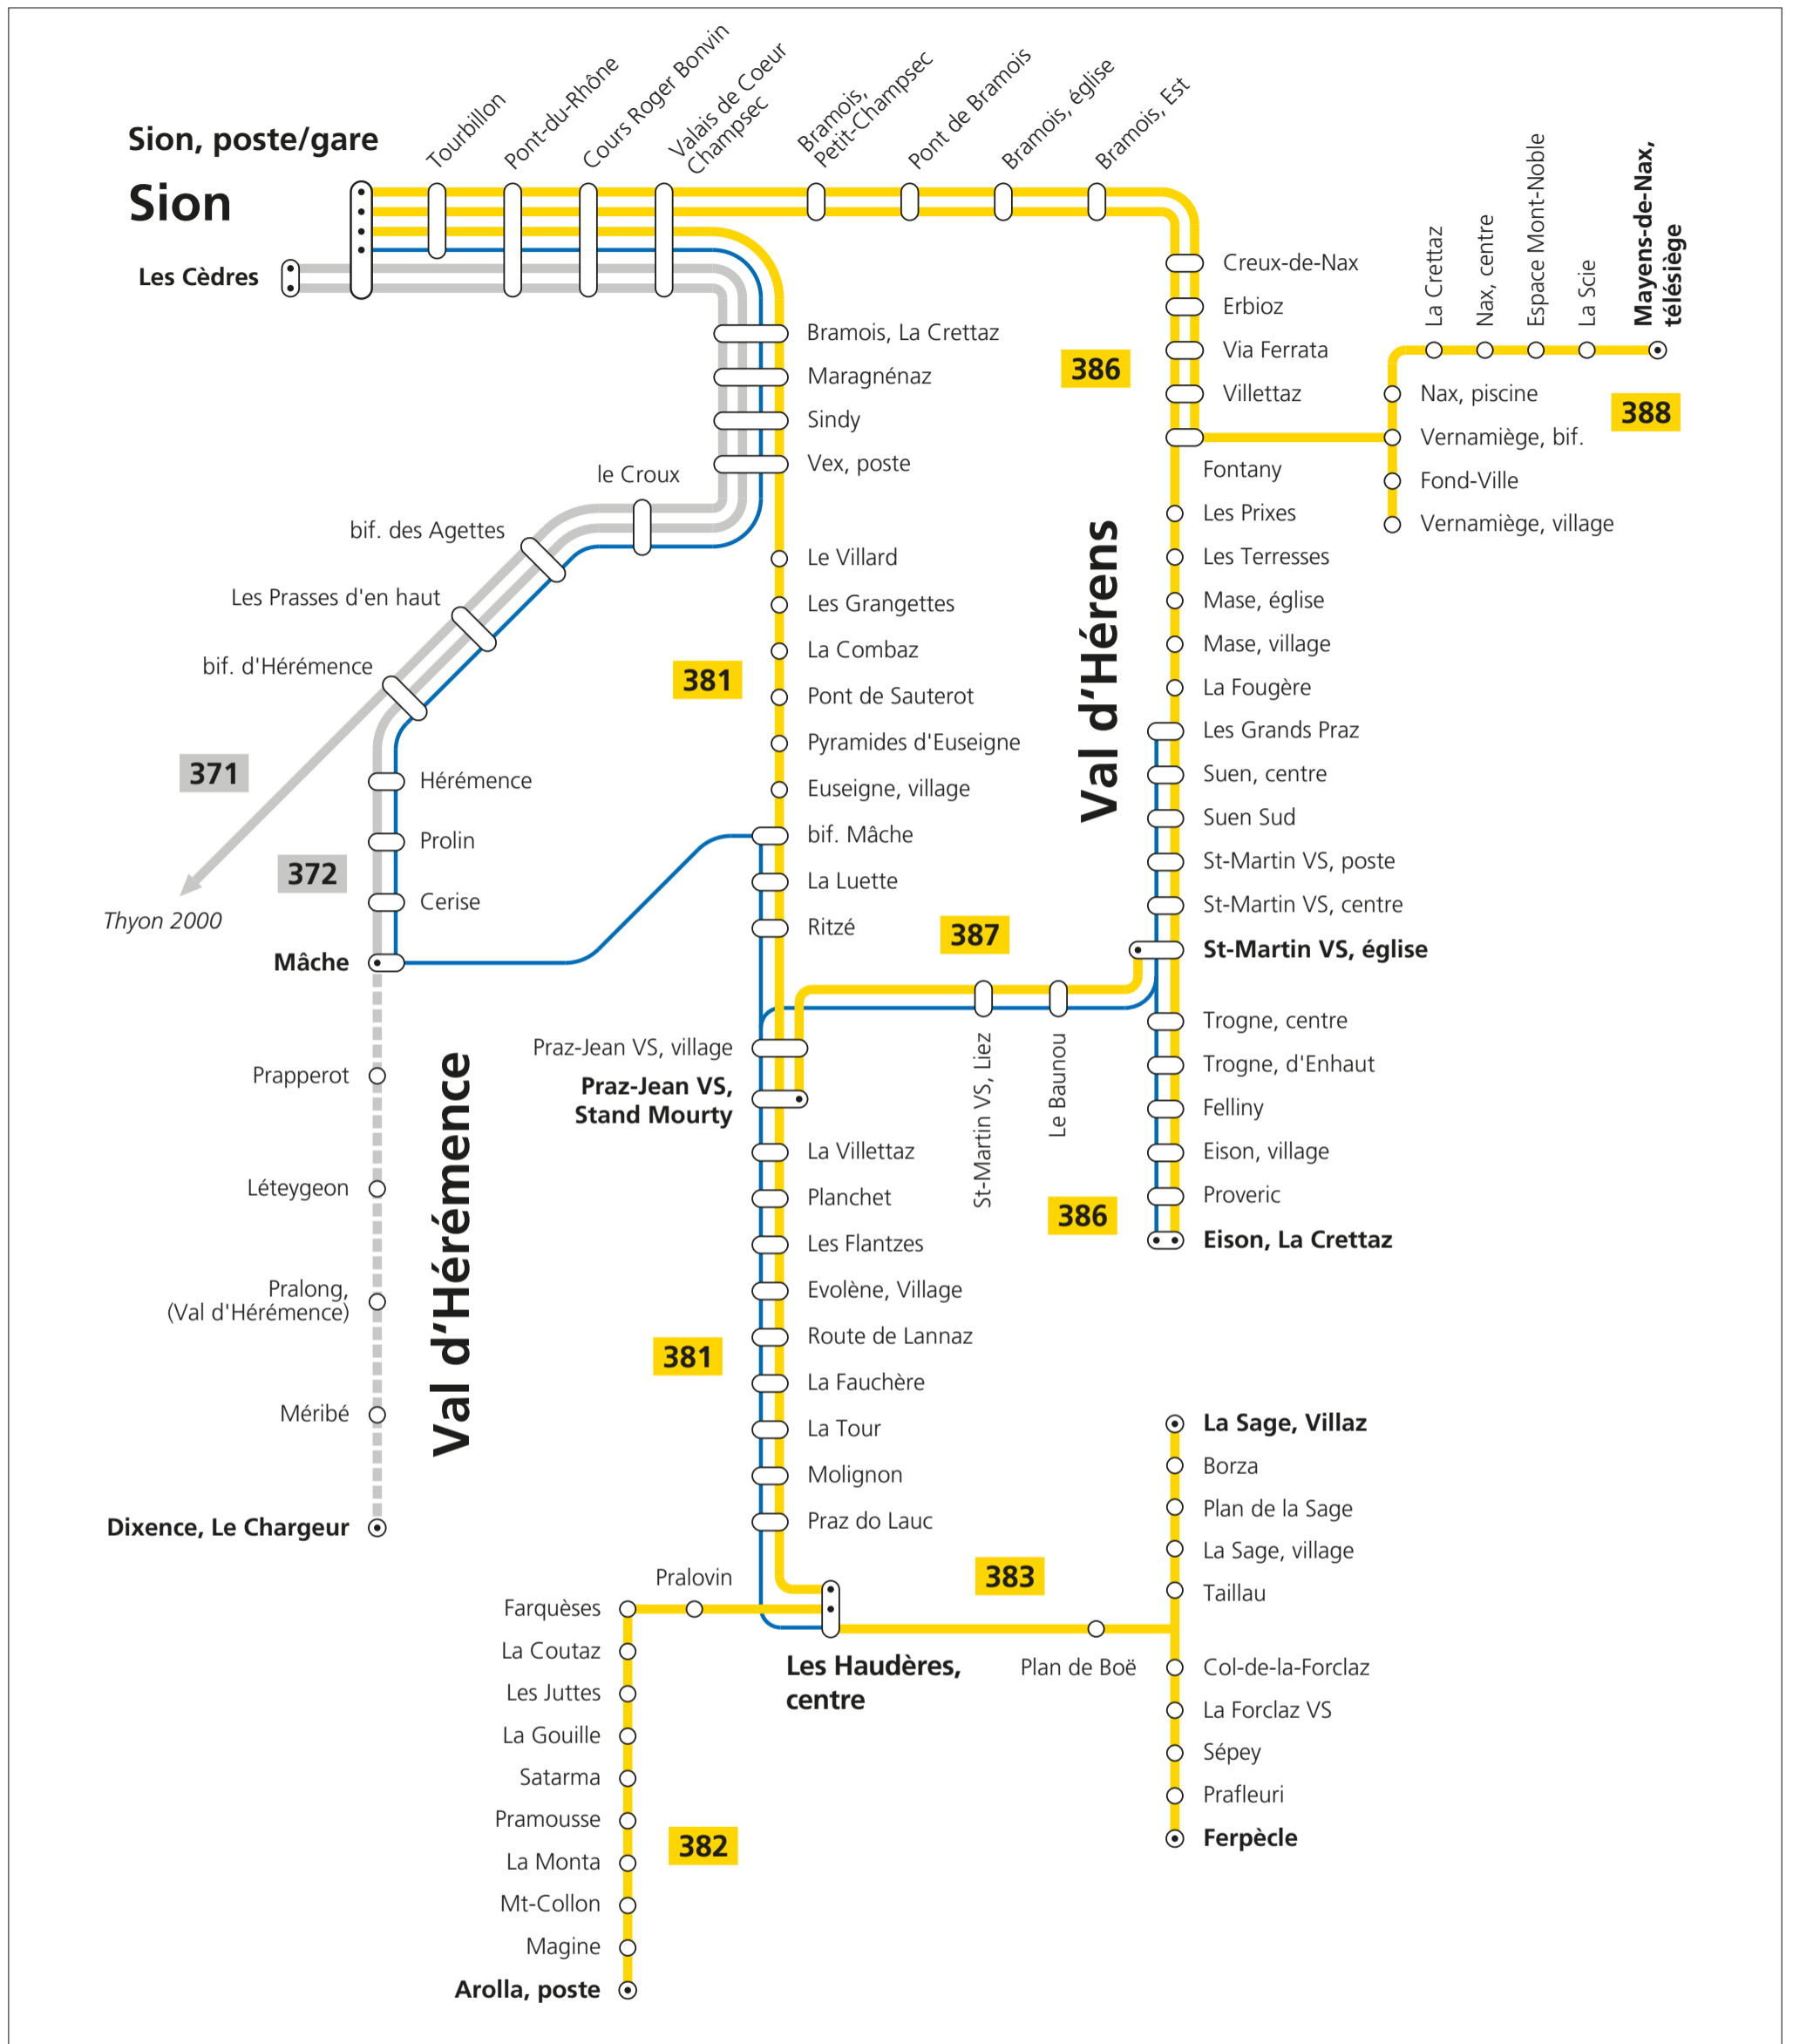 Sion, poste/gare
Sion
Les Cèdres
Tourbillon
Pont-du-Rhône
Cours Roger Bonvin
Valais de Coeur
Champsec
Bramois,
Petit-Champsec
Pont de Bramois
Bramois, église
Bramois, Est
Creux-de-Nax
Erbioz
Via Ferrata
Villettaz
Fontany
386
La Crettaz
Nax, centre
Espace Mont-Noble
La Scie
Mayens-de-Nax,
télésiège
388
Nax, piscine
Vernamiège, bif.
Fond-Ville
Vernamiège, village
Bramois, La Crettaz
Maragnénaz
Sindy
Vex, poste
le Croux
bif. des Agettes
Les Prasses d'en haut
bif. d'Hérémence
371
Thyon 2000
372
Hérémence
Prolin
Cerise
Mâche
Prapperot
Léteygeon
Pralong,
(Val d'Hérémence)
Méribé
Dixence, Le Chargeur
Val d‘Hérémence
381
Le Villard
Les Grangettes
La Combaz
Pont de Sauterot
Pyramides d'Euseigne
Euseigne, village
bif. Mâche
La Luette
Ritzé
Praz-Jean VS, village
Praz-Jean VS,
Stand Mourty
La Villettaz
Planchet
Les Flantzes
Evolène, Village
Route de Lannaz
La Fauchère
La Tour
Molignon
Praz do Lauc
381
Val d‘Hérens
Les Prixes
Les Terresses
Mase, église
Mase, village
La Fougère
Les Grands Praz
Suen, centre
Suen Sud
St-Martin VS, poste
St-Martin VS, centre
St-Martin VS, église
387
St-Martin VS, Liez
Le Baunou
Trogne, centre
Trogne, d'Enhaut
Felliny
Eison, village
Proveric
386
Eison, La Crettaz
La Sage, Villaz
Borza
Plan de la Sage
La Sage, village
Taillau
383
Plan de Boë
Col-de-la-Forclaz
La Forclaz VS
Sépey
Prafleuri
Ferpècle
Les Haudères,
centre
Pralovin
Farquèses
La Coutaz
Les Juttes
La Gouille
Satarma
Pramousse
La Monta
Mt-Collon
Magine
Arolla, poste
382